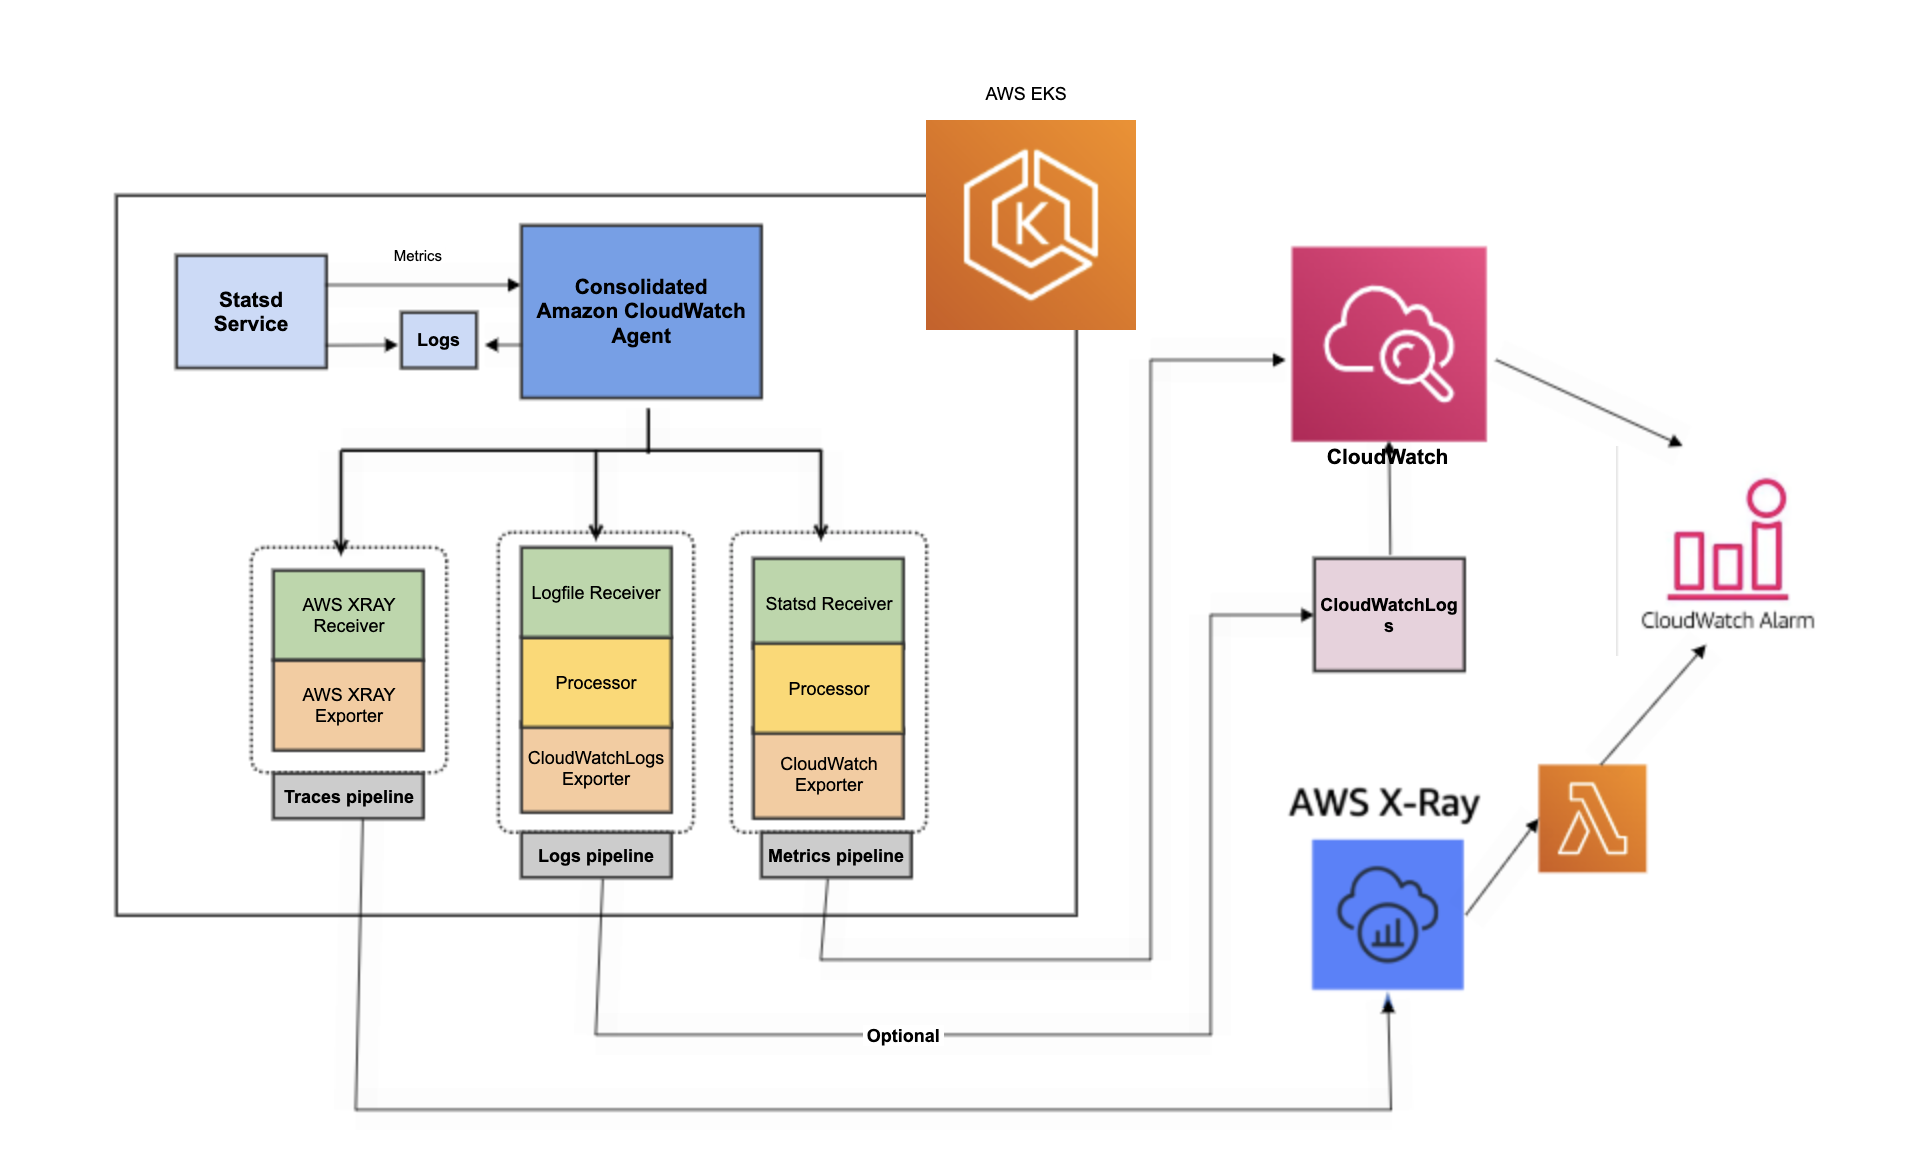 AWS EKS
Metrics
Statsd
Service
Logs
Consolidated
Amazon CloudWatch
Agent
CloudWatch
AWS XRAY
Receiver
AWS XRAY
Exporter
Traces pipeline
Logfile Receiver
Processor
CloudWatchLogs
Exporter
Logs pipeline
Statsd Receiver
Processor
CloudWatch
Exporter
Metrics pipeline
CloudWatchLog
s
CloudWatch Alarm
AWS X-Ray
Optional